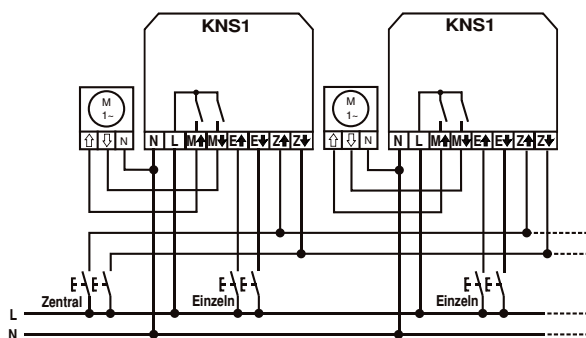 KNS1
KNS1
M
1~
⇧ ⇩ N
N L M⬆ M⬇ E⬆ E⬇ Z⬆ Z⬇
M
1~
⇧ ⇩ N
N L M⬆ M⬇ E⬆ E⬇ Z⬆ Z⬇
Zentral
Einzeln
Einzeln
L
N